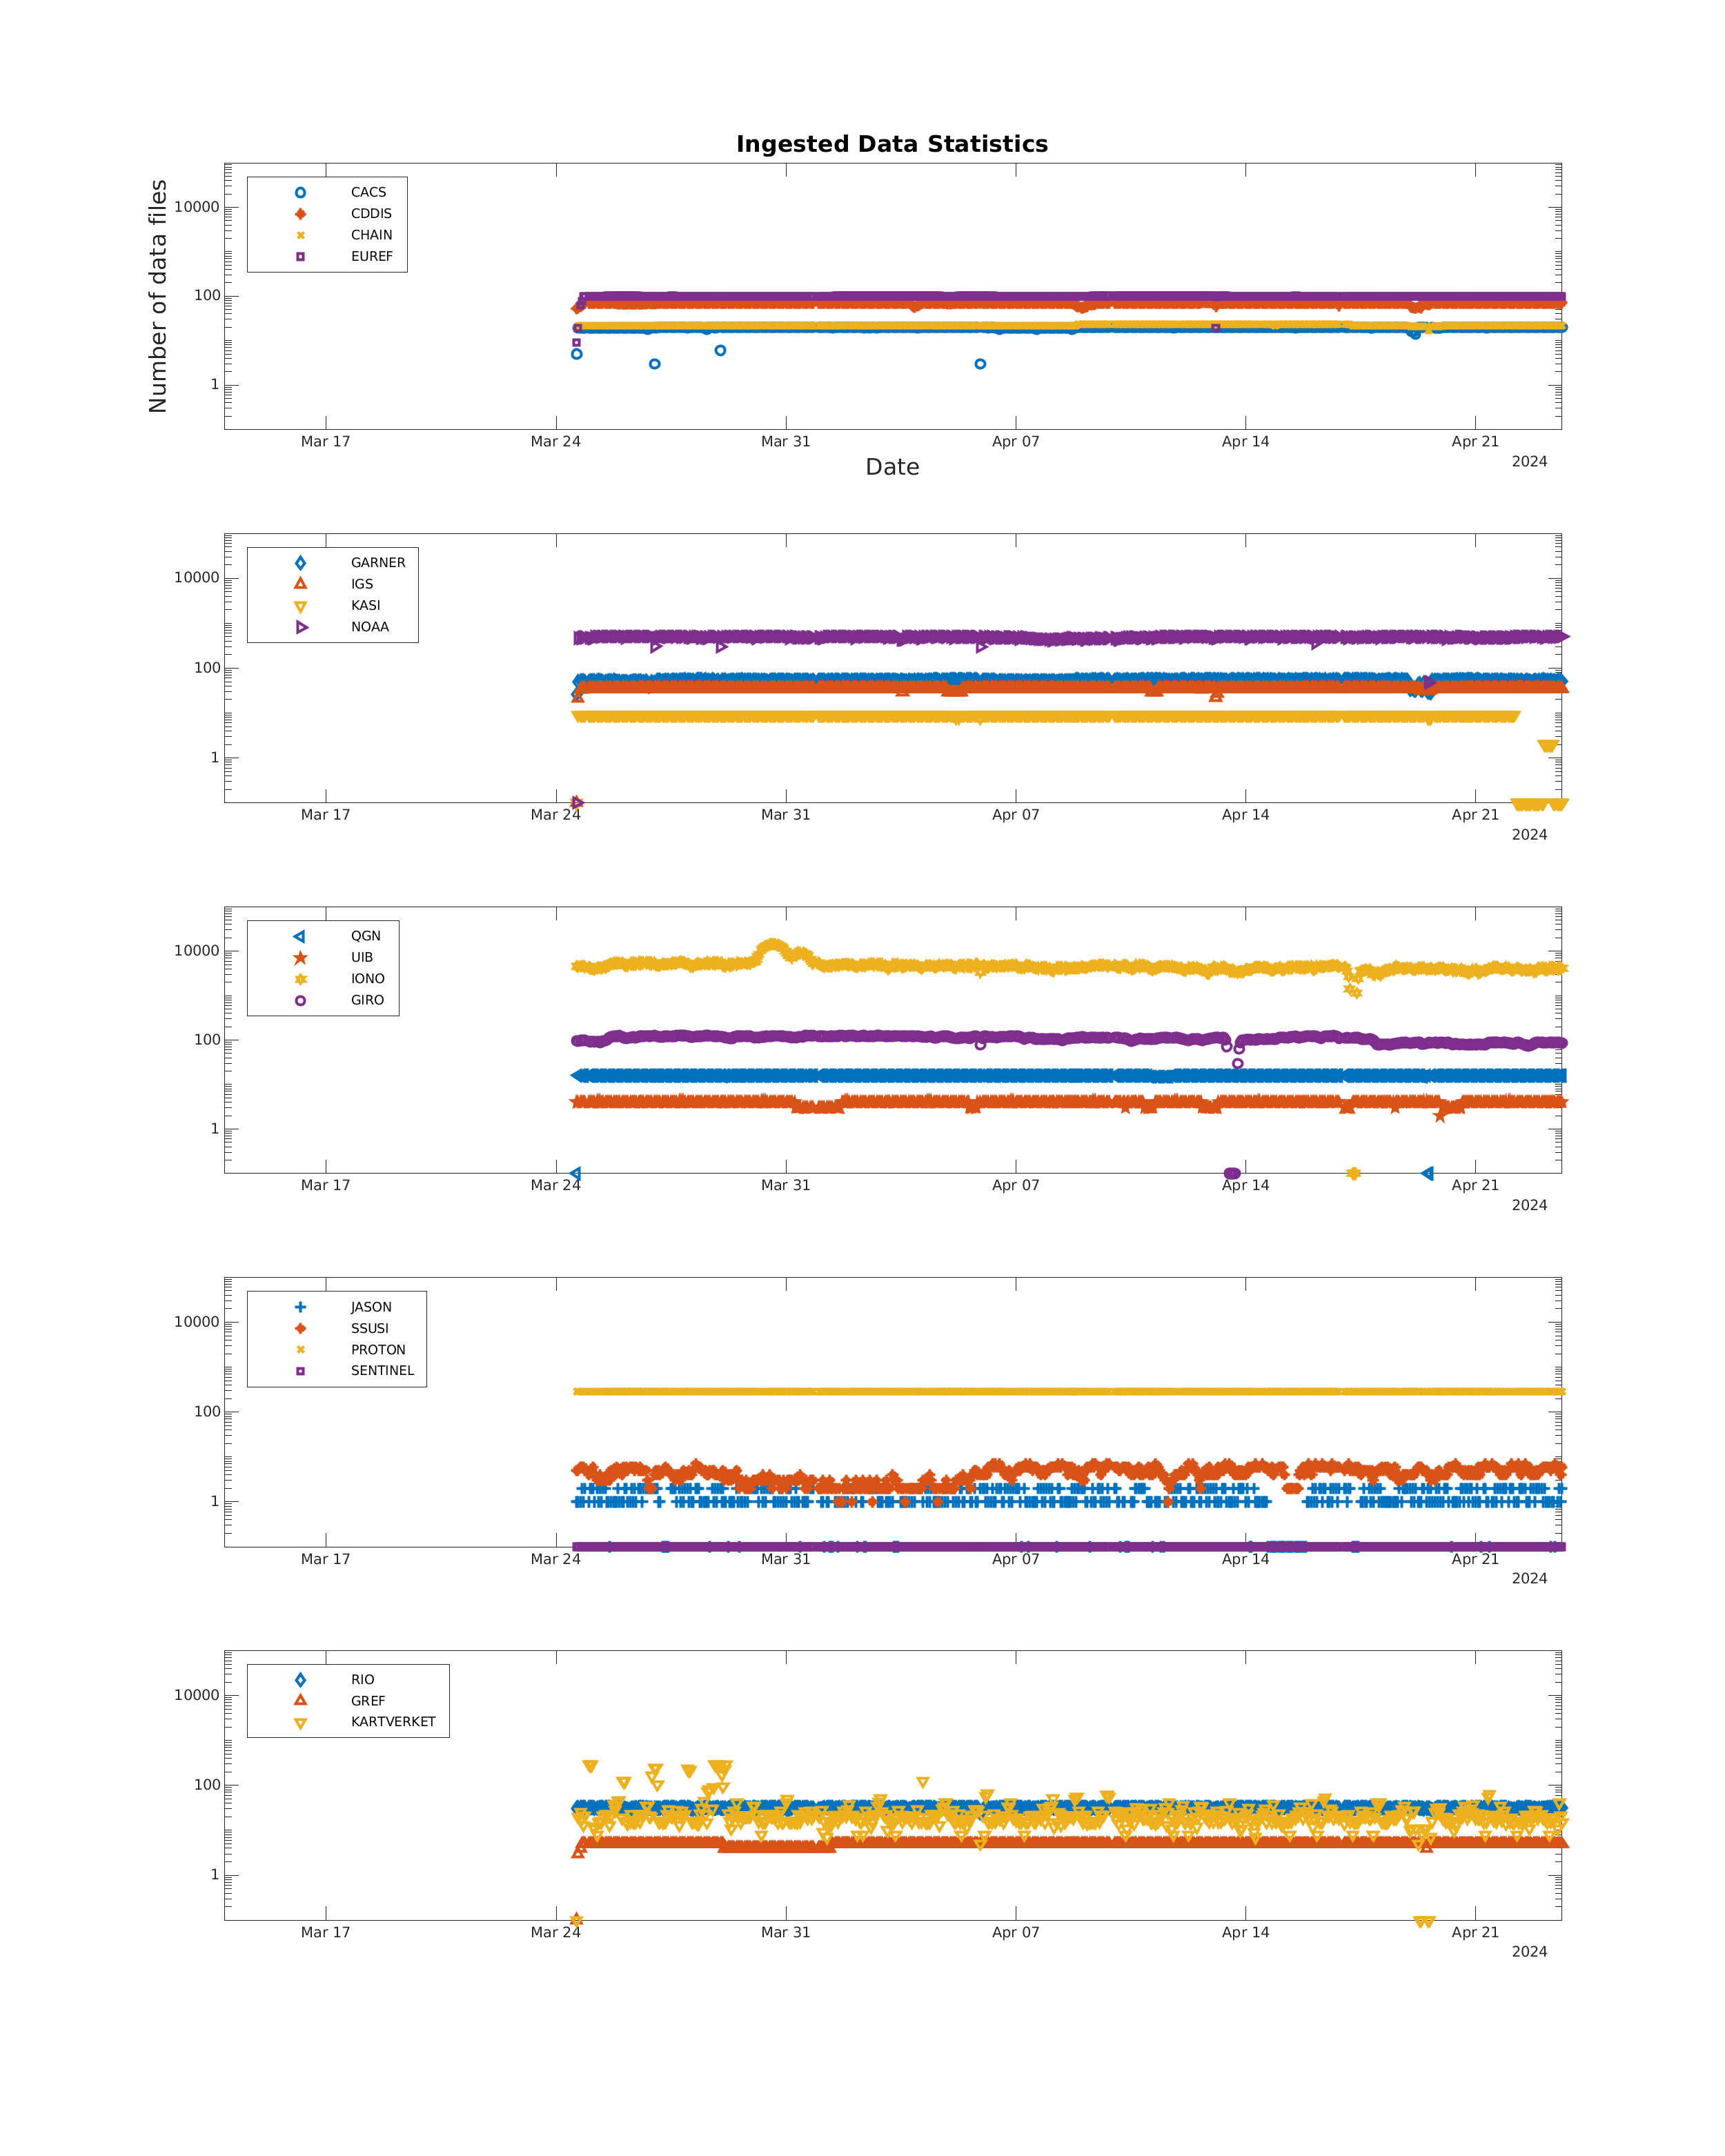 Ingested Data Statistics
Number of data files
CACS
CDDIS
CHAIN
EUREF
10000
100
1
Mar 17 Mar 24 Mar 31 Apr 07 Apr 14 Apr 21
Date
2024
GARNER
IGS
KASI
NOAA
10000
100
1
Mar 17 Mar 24 Mar 31 Apr 07 Apr 14 Apr 21
2024
QGN
UIB
IONO
GIRO
10000
100
1
Mar 17 Mar 24 Mar 31 Apr 07 Apr 14 Apr 21
2024
JASON
SSUSI
PROTON
SENTINEL
10000
100
1
Mar 17 Mar 24 Mar 31 Apr 07 Apr 14 Apr 21
2024
RIO
GREF
KARTVERKET
10000
100
1
Mar 17 Mar 24 Mar 31 Apr 07 Apr 14 Apr 21
2024